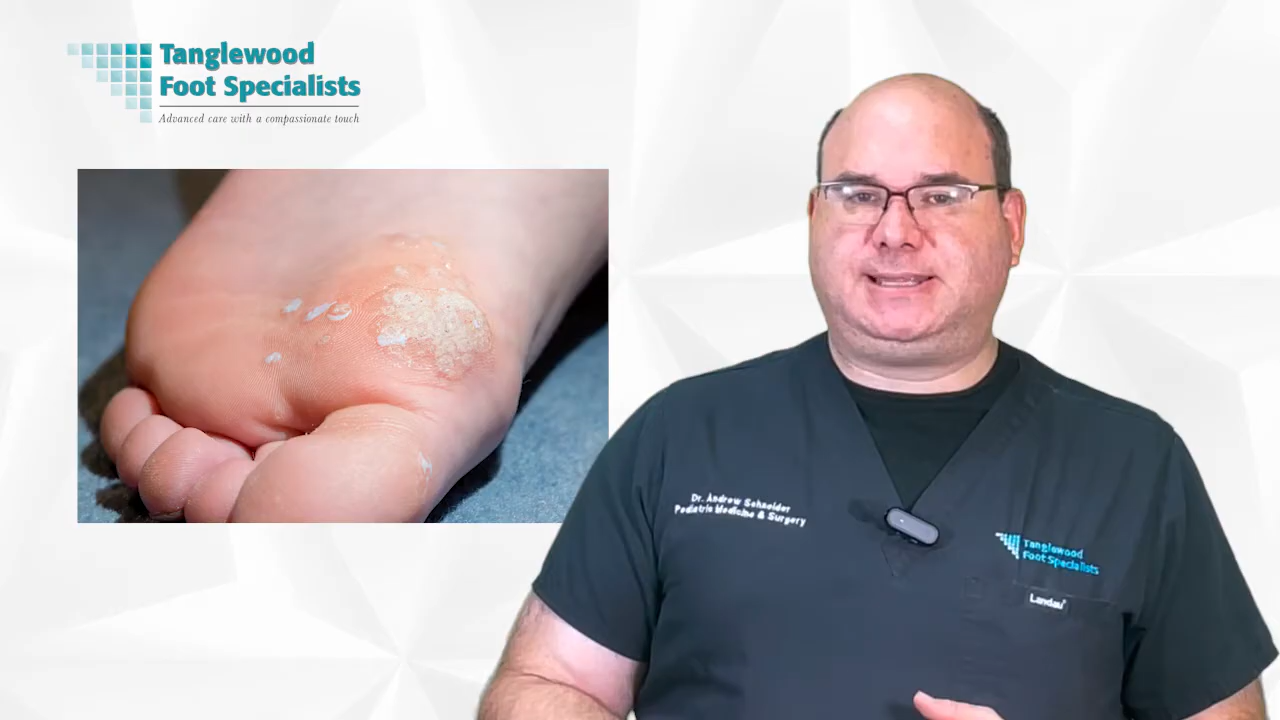 Tanglewood
Foot Specialists
Advanced care with a compassionate touch
Dr. Andrew Schneider
Podiatric Medicine & Surgery
Tanglewood
Foot Specialists
Landau